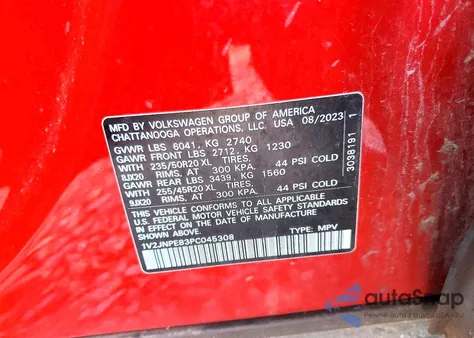 MFD BY VOLKSWAGEN GROUP OF AMERICA
CHATTANOOGA OPERATIONS, LLC. USA 08/2023
GVWR LBS 6041, KG 2740
GAWR FRONT LBS 2712, KG 1230
WITH 235/50R20 XL TIRES,
8JX20 RIMS, AT 300 KPA, 44 PSI COLD
GAWR REAR LBS 3439, KG 1560
WITH 255/45R20 XL TIRES,
9JX20 RIMS, AT 300 KPA, 44 PSI COLD
THIS VEHICLE CONFORMS TO ALL APPLICABLE
U.S. FEDERAL MOTOR VEHICLE SAFETY STANDARDS
IN EFFECT ON THE DATE OF MANUFACTURE
SHOWN ABOVE.
1V2JNPE83PC045308 TYPE: MPV
3038191 1
autoSnap